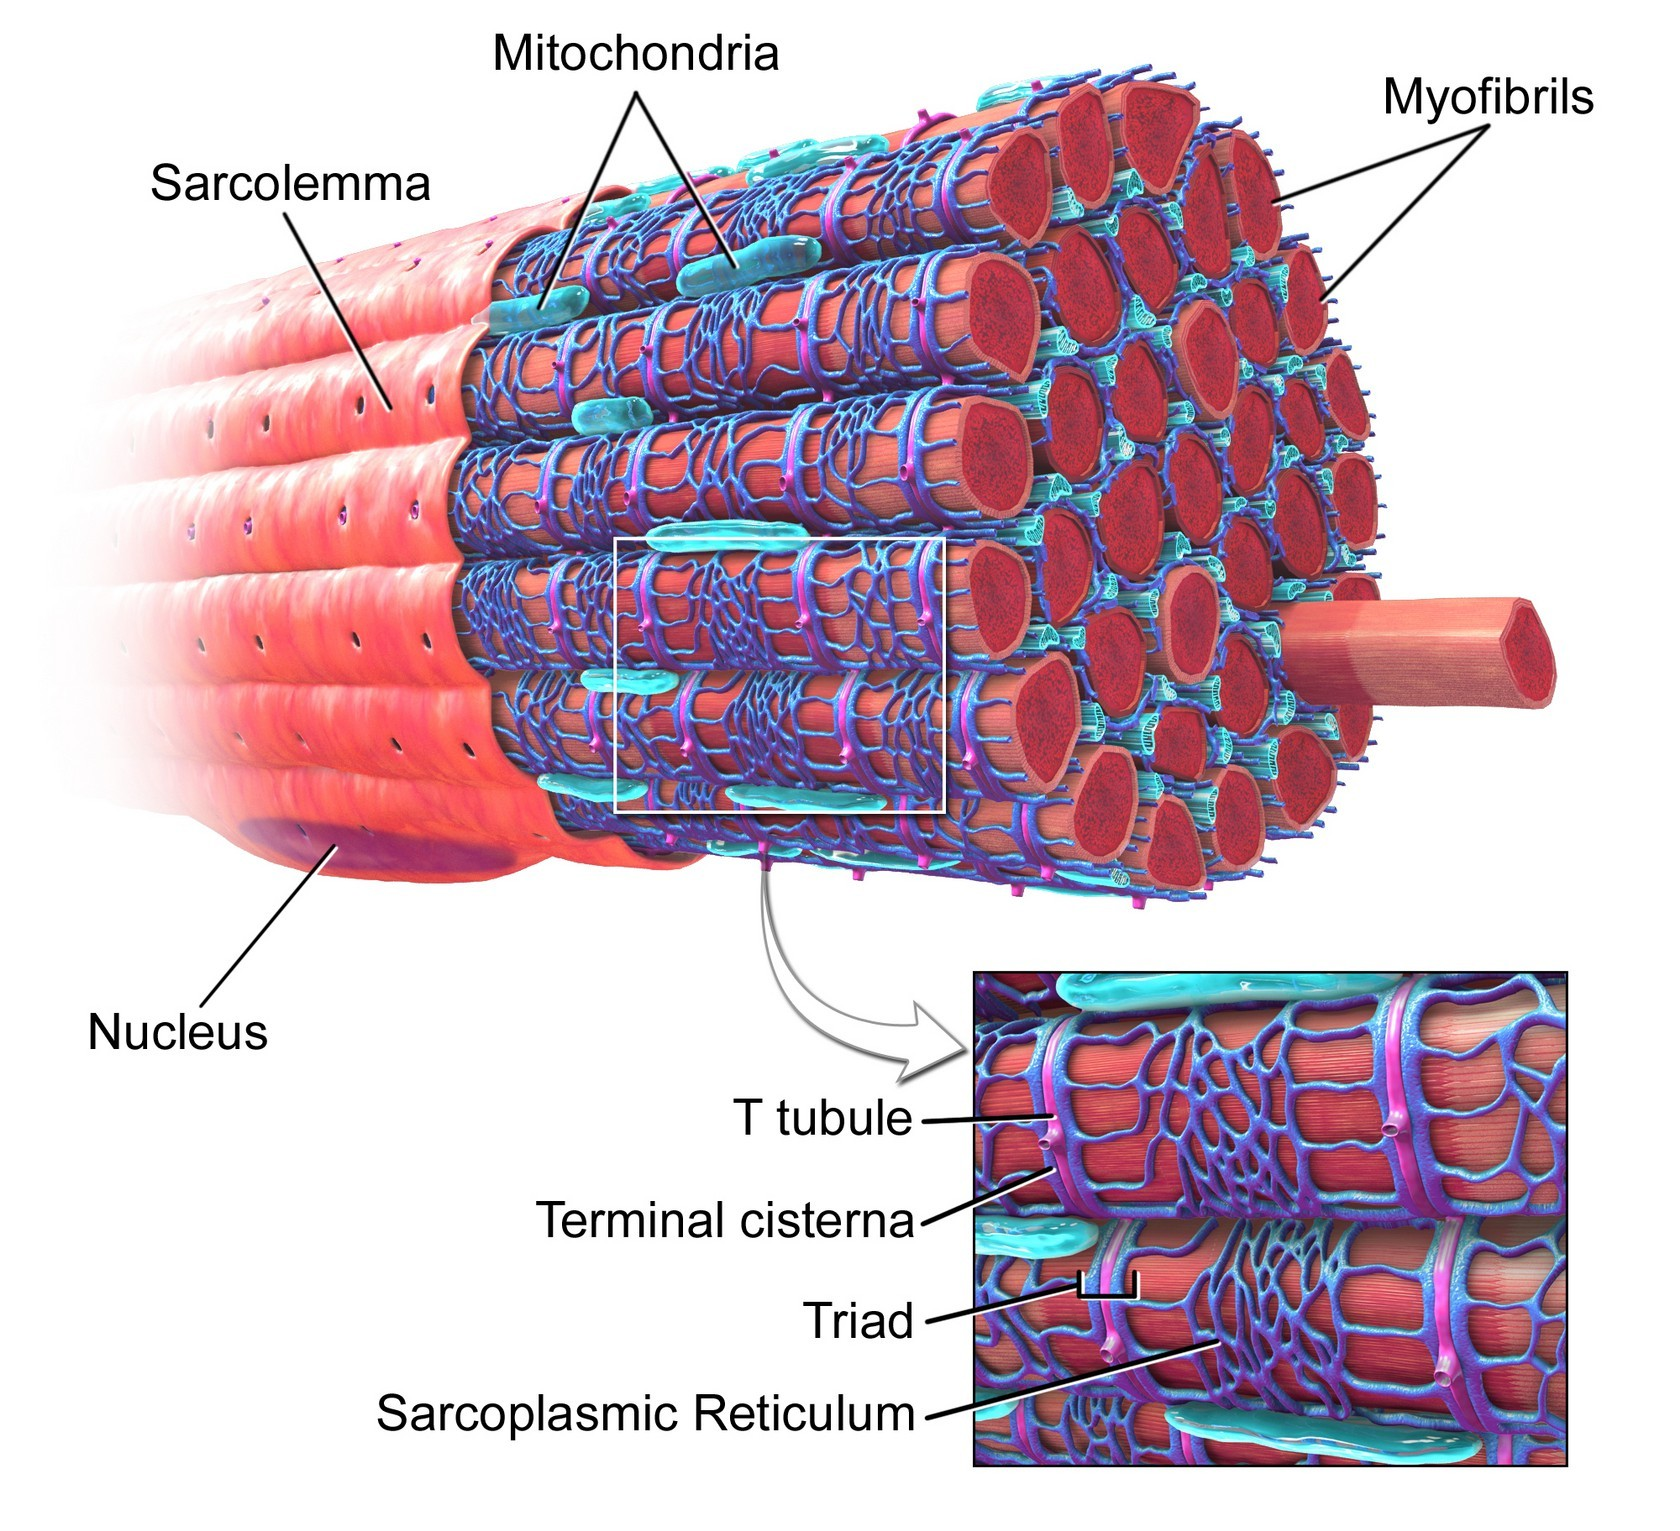 Mitochondria
Myofibrils
Sarcolemma
Nucleus
T tubule
Terminal cisterna
Triad
Sarcoplasmic Reticulum